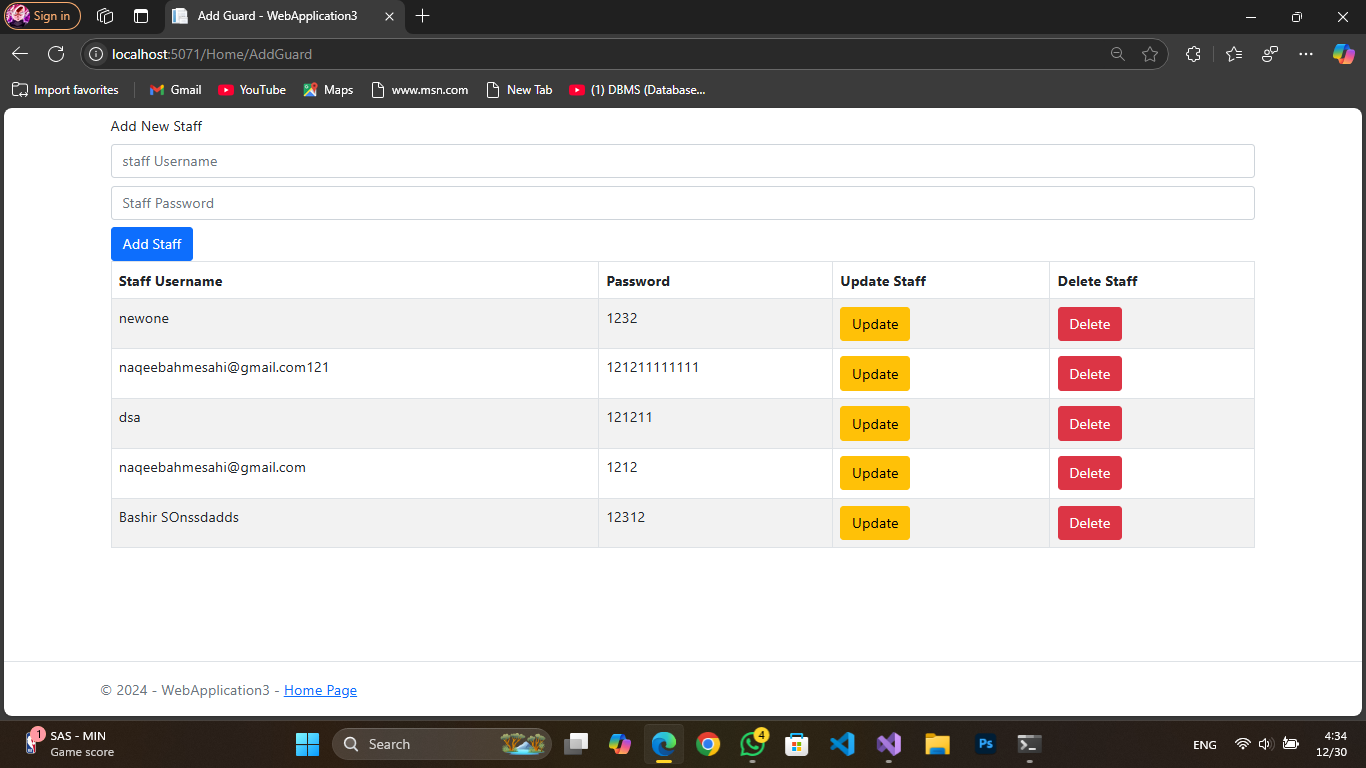 Sign in
Add Guard - WebApplication3
localhost:5071/Home/AddGuard
Import favorites Gmail YouTube Maps www.msn.com New Tab (1) DBMS (Database...
Add New Staff
staff Username
Staff Password
Add Staff
Staff Username Password Update Staff Delete Staff
newone 1232 Update Delete
naqeebahmesahi@gmail.com121 121211111111 Update Delete
dsa 121211 Update Delete
naqeebahmesahi@gmail.com 1212 Update Delete
Bashir SOnssdadds 12312 Update Delete
© 2024 - WebApplication3 - Home Page
1 SAS - MIN
Game score
Search
4
Ps
ENG
4:34
12/30